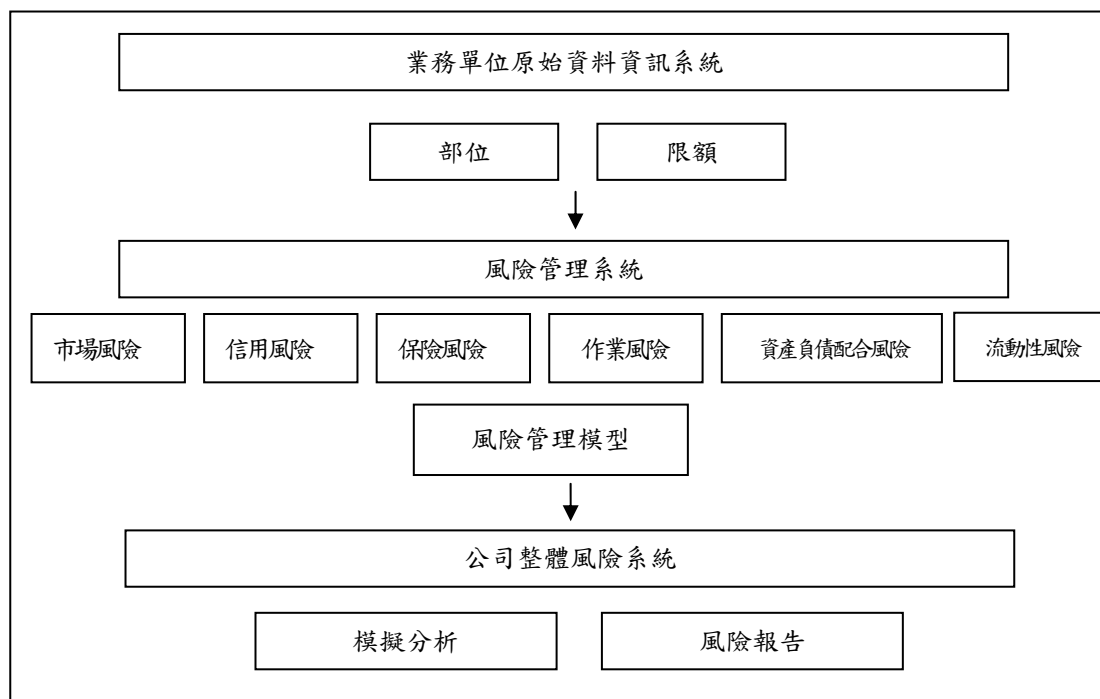 業務單位原始資料資訊系統
部位
限額
風險管理系統
市場風險
信用風險
保險風險
作業風險
資產負債配合風險
流動性風險
風險管理模型
公司整體風險系統
模擬分析
風險報告